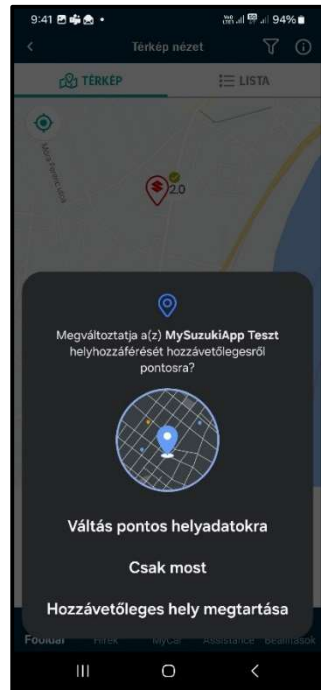 9:41
94%
Térkép nézet
TÉRKÉP
LISTA
Móra Ferenc utca
2.0
Megváltoztatja a(z) MySuzukiApp Teszt
helyhozzáférését hozzávetőlegesről
pontosra?
Váltás pontos helyadatokra
Csak most
Hozzávetőleges hely megtartása
Főoldal Hírek MyCar Assistance Beállítások